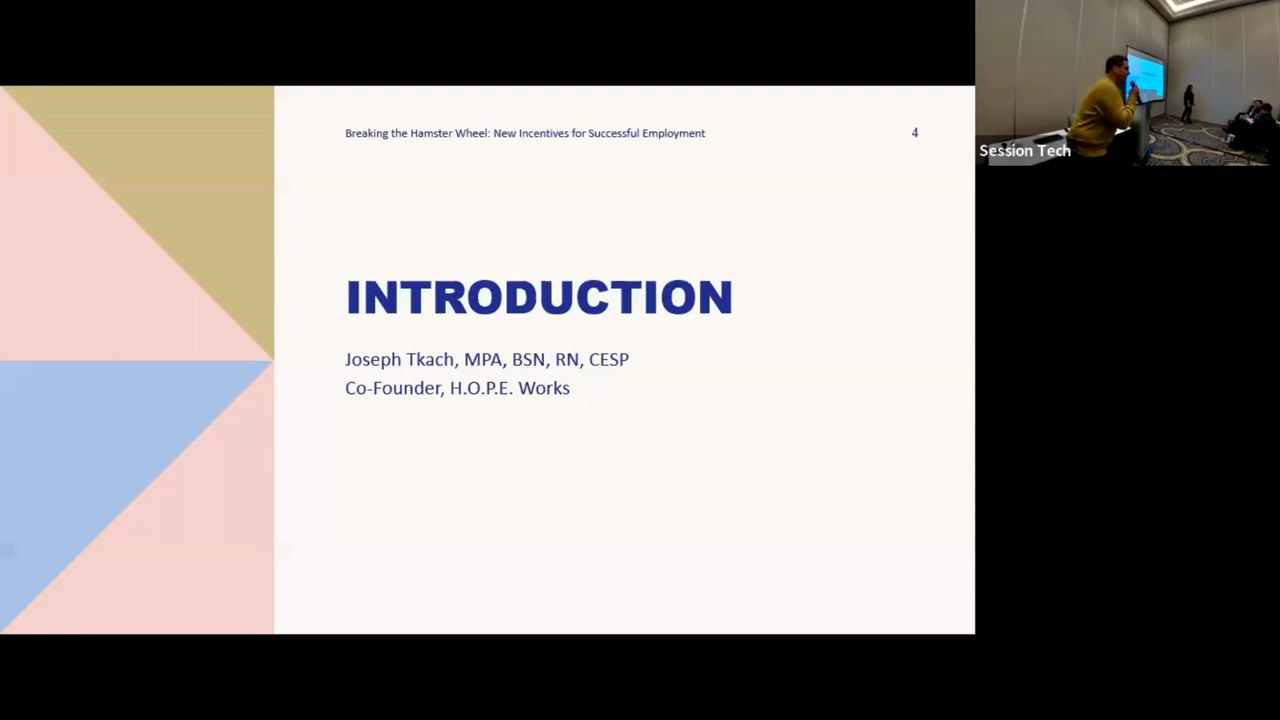 Breaking the Hamster Wheel: New Incentives for Successful Employment
4
INTRODUCTION
Joseph Tkach, MPA, BSN, RN, CESP
Co-Founder, H.O.P.E. Works
Session Tech